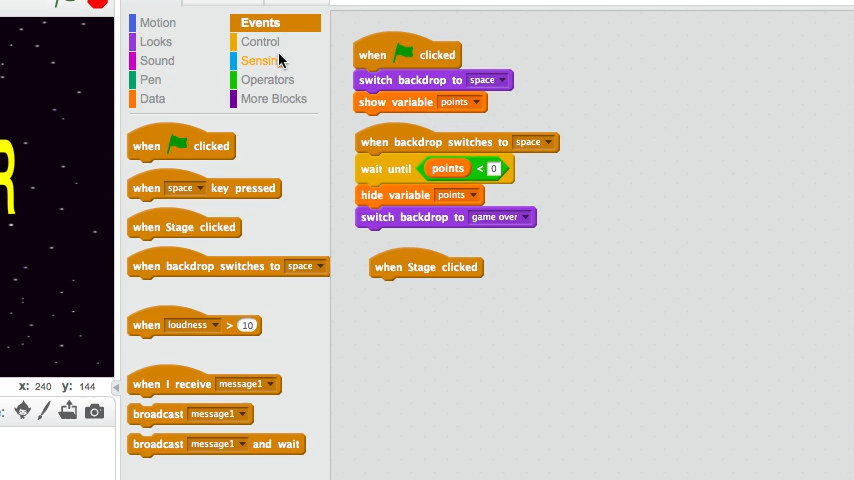 Motion
Events
Looks
Control
Sound
Sensin
Pen
Operators
Data
More Blocks
when clicked
when space key pressed
when Stage clicked
when backdrop switches to space
when loudness > 10
when I receive message1
broadcast message1
broadcast message1 and wait
when clicked
switch backdrop to space
show variable points
when backdrop switches to space
wait until points < 0
hide variable points
switch backdrop to game over
when Stage clicked
R
x: 240 y: 144